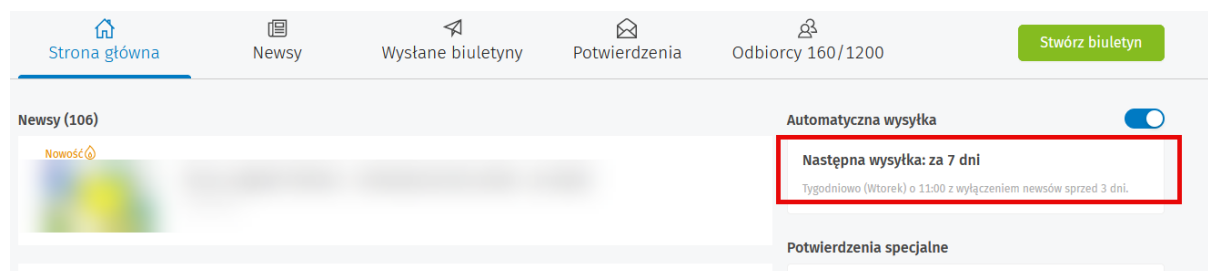 Strona główna
Newsy
Wysłane biuletyny
Potwierdzenia
Odbiorcy 160/1200
Stwórz biuletyn
Newsy (106)
Nowość
Automatyczna wysyłka
Następna wysyłka: za 7 dni
Tygodniowo (Wtorek) o 11:00 z wyłączeniem newsów sprzed 3 dni.
Potwierdzenia specjalne